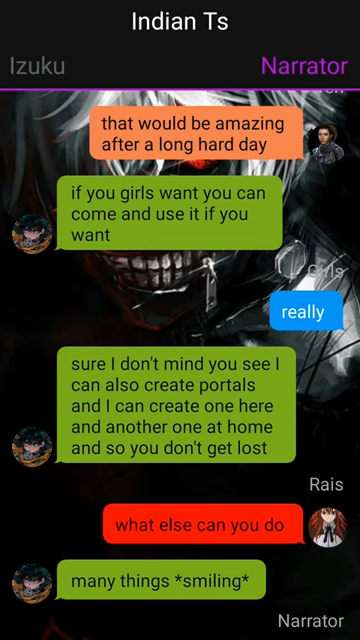 Indian Ts
Izuku
Narrator
that would be amazing
after a long hard day
if you girls want you can
come and use it if you
want
Girls
really
sure I don't mind you see I
can also create portals
and I can create one here
and another one at home
and so you don't get lost
Rais
what else can you do
many things *smiling*
Narrator